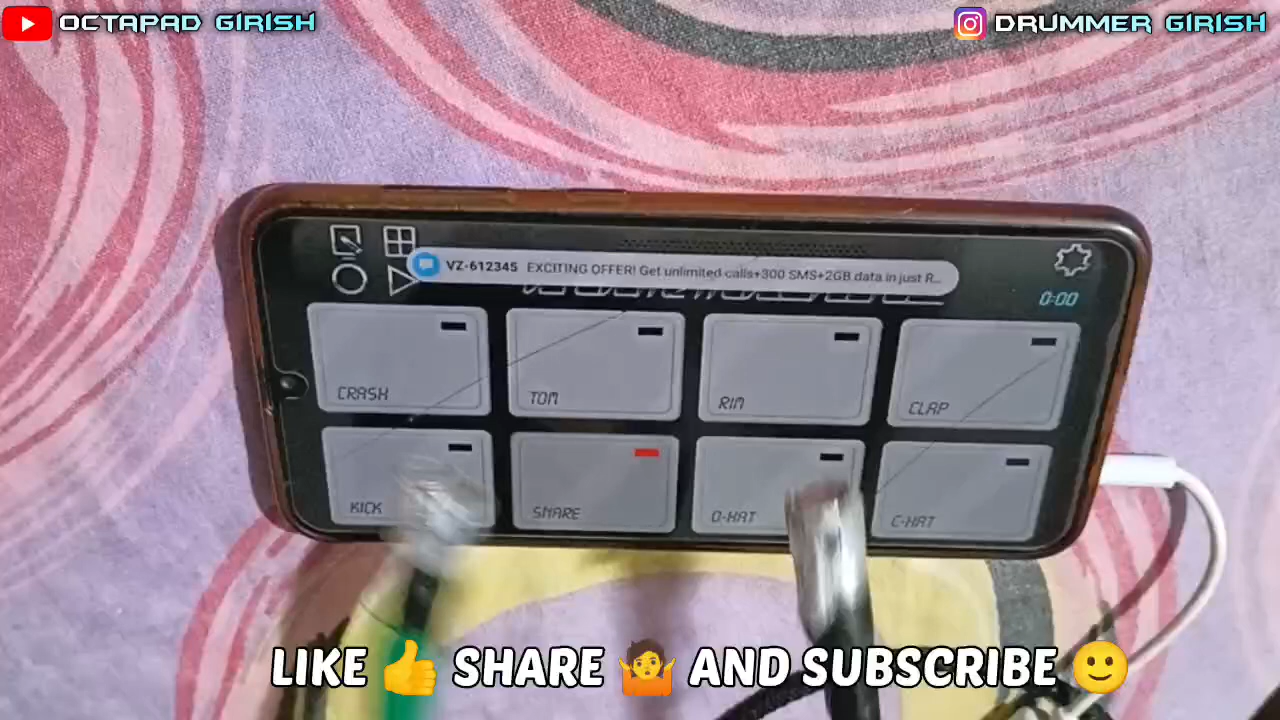 OCTAPAD GIRISH
DRUMMER GIRISH
VZ-612345 EXCITING OFFER! Get unlimited calls+300 SMS+2GB data in just R...
0:00
CRASH
TOM
RIM
CLAP
KICK
SNARE
O-HAT
C-HAT
LIKE 👍 SHARE 🤷 AND SUBSCRIBE 🙂